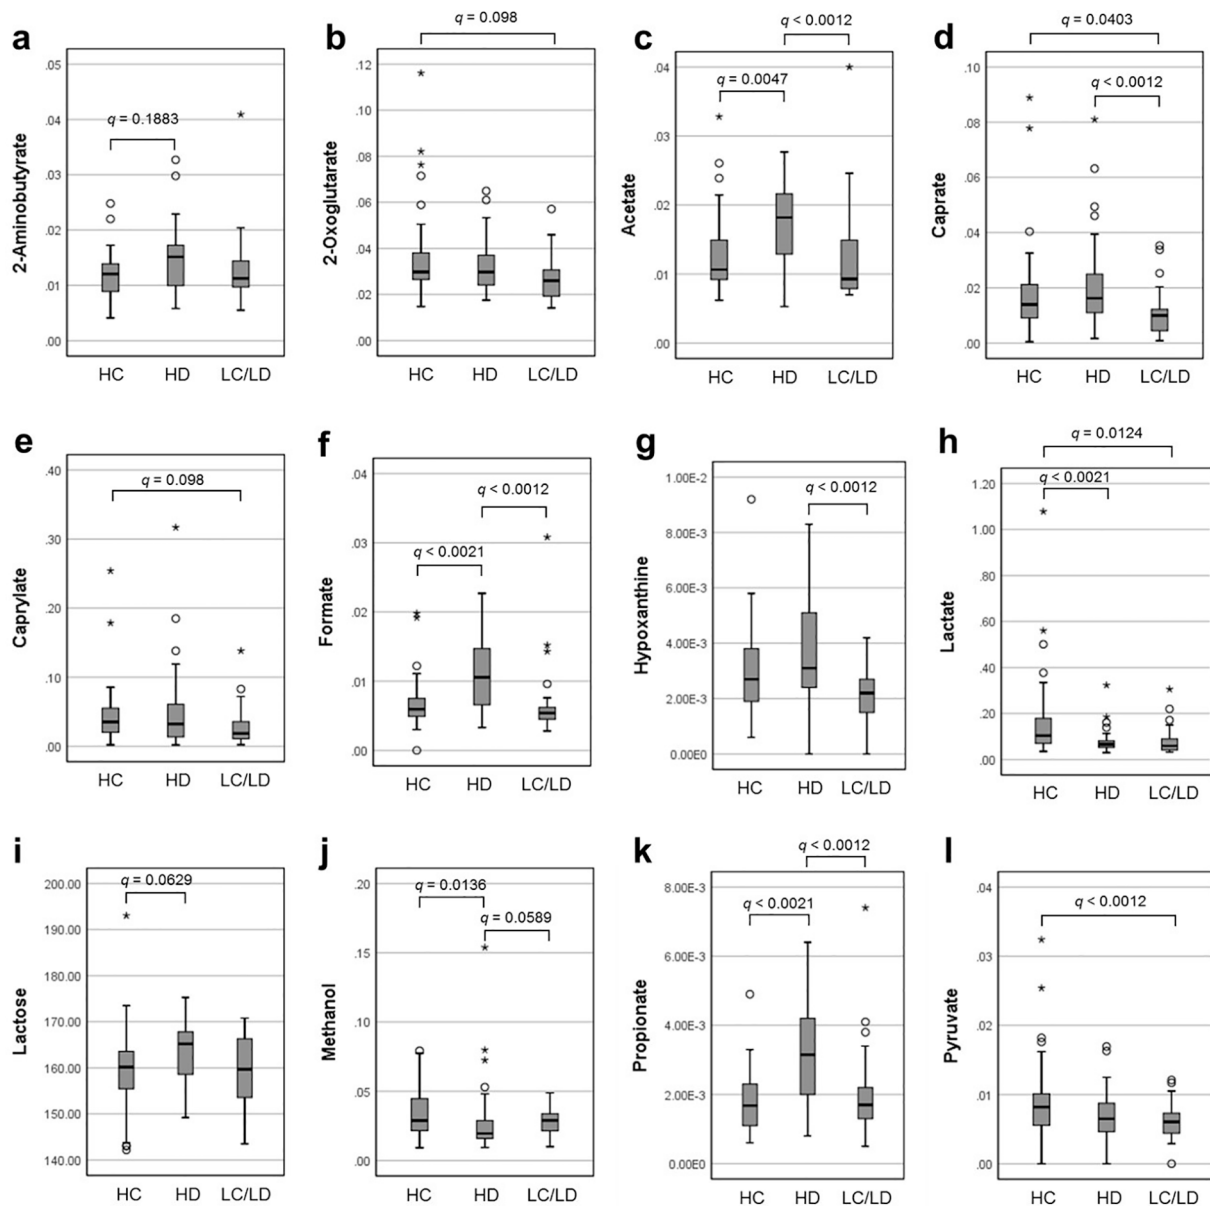 a
q = 0.1883
2-Aminobutyrate
.05
.04
.03
.02
.01
.00
HC HD LC/LD
b
q = 0.098
2-Oxoglutarate
.12
.10
.08
.06
.04
.02
.00
HC HD LC/LD
c
q < 0.0012
q = 0.0047
Acetate
.04
.03
.02
.01
.00
HC HD LC/LD
d
q = 0.0403
q < 0.0012
Caprate
.10
.08
.06
.04
.02
.00
HC HD LC/LD
e
q = 0.098
Caprylate
.40
.30
.20
.10
.00
HC HD LC/LD
f
q < 0.0012
q < 0.0021
Formate
.04
.03
.02
.01
.00
HC HD LC/LD
g
q < 0.0012
Hypoxanthine
1.00E-2
8.00E-3
6.00E-3
4.00E-3
2.00E-3
0.00E0
HC HD LC/LD
h
q = 0.0124
q < 0.0021
Lactate
1.20
1.00
.80
.60
.40
.20
.00
HC HD LC/LD
i
q = 0.0629
Lactose
200.00
190.00
180.00
170.00
160.00
150.00
140.00
HC HD LC/LD
j
q = 0.0136
q = 0.0589
Methanol
.20
.15
.10
.05
.00
HC HD LC/LD
k
q < 0.0012
q < 0.0021
Propionate
8.00E-3
6.00E-3
4.00E-3
2.00E-3
0.00E0
HC HD LC/LD
l
q < 0.0012
Pyruvate
.04
.03
.02
.01
.00
HC HD LC/LD